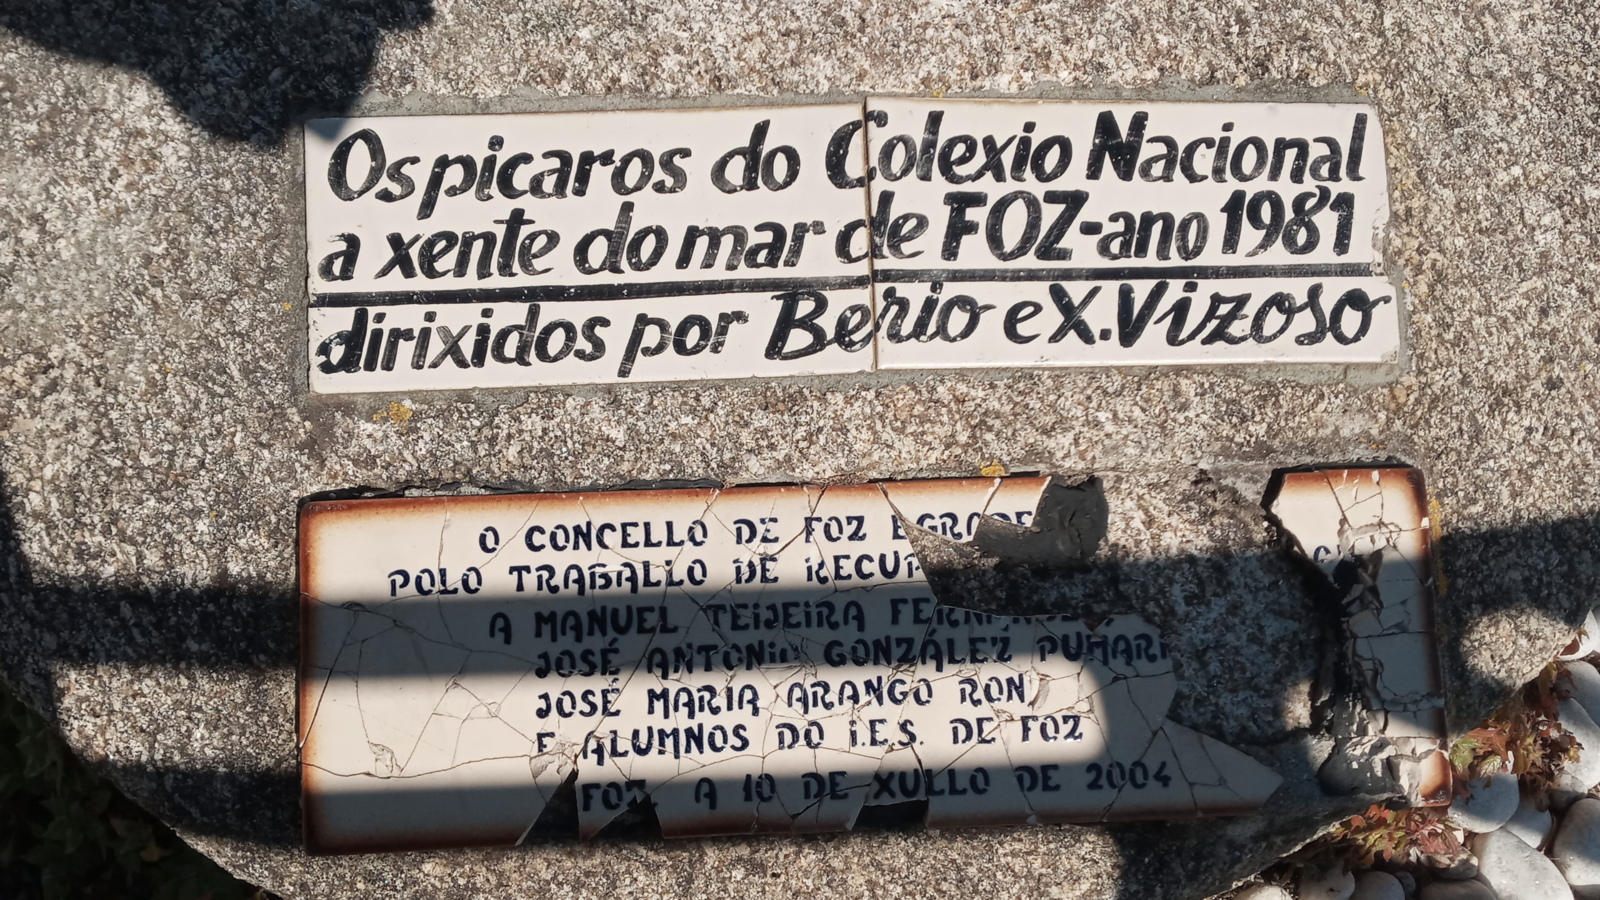 Os picaros do Colexio Nacional
a xente do mar de FOZ-ano 1981
dirixidos por Berio e X. Vizoso
O CONCELLO DE FOZ
POLO TRABALLO DE
A MANUEL TEIJEIRA
JOSÉ ANTONIO GONZÁLEZ
JOSÉ MARIA ARANGO RON
E ALUMNOS DO I.E.S. DE FOZ
FOZ, A 10 DE XULLO DE 2004